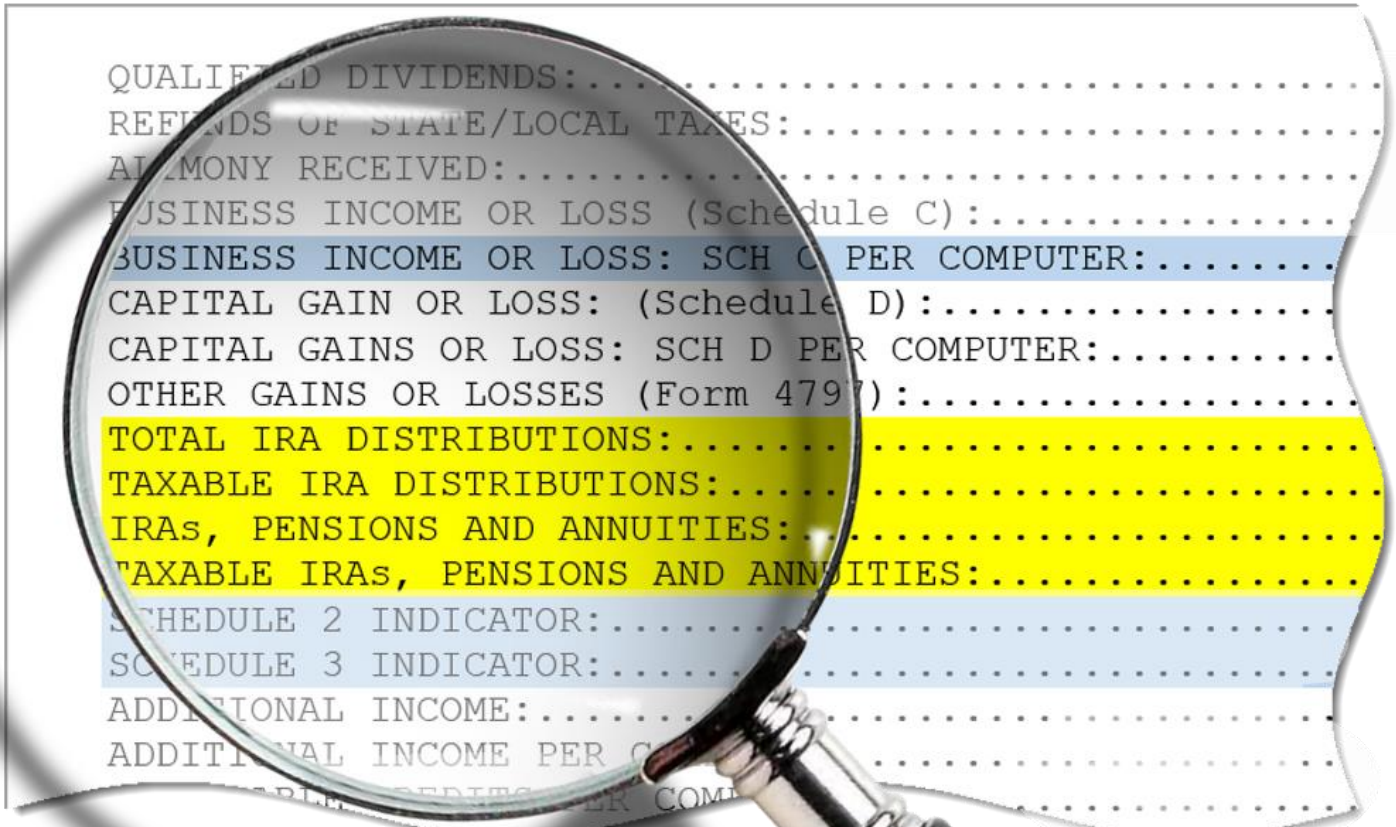 QUALIFIED DIVIDENDS:.............................
REFUNDS OF STATE/LOCAL TAXES:.........................
ALIMONY RECEIVED:.....................................
BUSINESS INCOME OR LOSS (Schedule C):................
BUSINESS INCOME OR LOSS: SCH C PER COMPUTER:........
CAPITAL GAIN OR LOSS: (Schedule D):.................
CAPITAL GAINS OR LOSS: SCH D PER COMPUTER:..........
OTHER GAINS OR LOSSES (Form 4797):...................
TOTAL IRA DISTRIBUTIONS:..............................
TAXABLE IRA DISTRIBUTIONS:............................
IRAs, PENSIONS AND ANNUITIES:.........................
TAXABLE IRAs, PENSIONS AND ANNUITIES:................
SCHEDULE 2 INDICATOR:................................
SCHEDULE 3 INDICATOR:................................
ADDITIONAL INCOME:...................................
ADDITIONAL INCOME PER
CREDITS PER